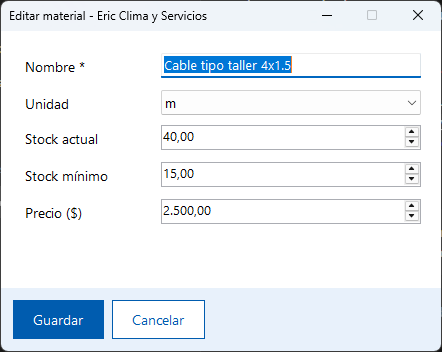 Editar material - Eric Clima y Servicios
Nombre * Cable tipo taller 4x1.5
Unidad m
Stock actual 40,00
Stock mínimo 15,00
Precio ($) 2.500,00
Guardar Cancelar